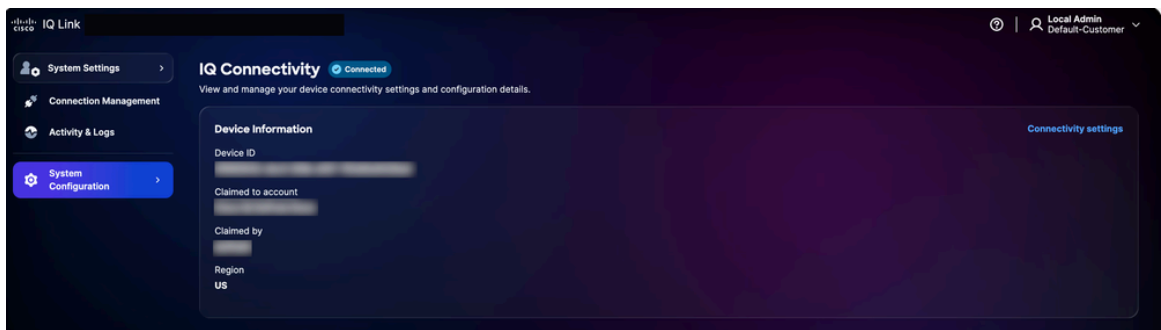 cisco IQ Link
Local Admin
Default-Customer
System Settings
Connection Management
Activity & Logs
System
Configuration
IQ Connectivity Connected
View and manage your device connectivity settings and configuration details.
Device Information Connectivity settings
Device ID
Claimed to account
Claimed by
Region
US